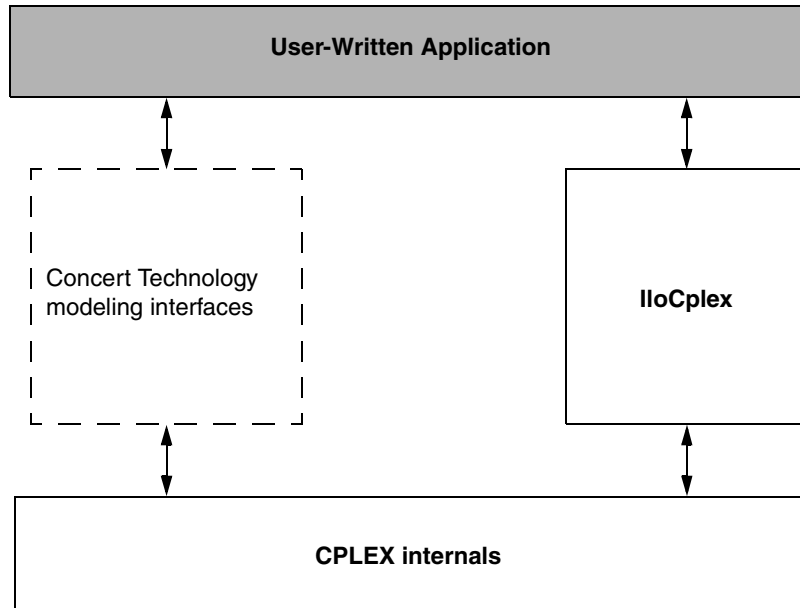 User-Written Application
Concert Technology
modeling interfaces
IloCplex
CPLEX internals